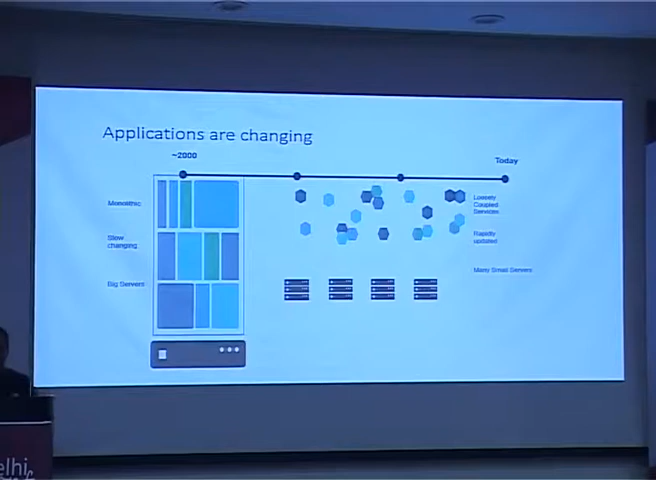 Applications are changing
~2000
Today
Monolithic
Slow
changing
Big Servers
Loosely
Coupled
Services
Rapidly
updated
Many Small Servers
elhi